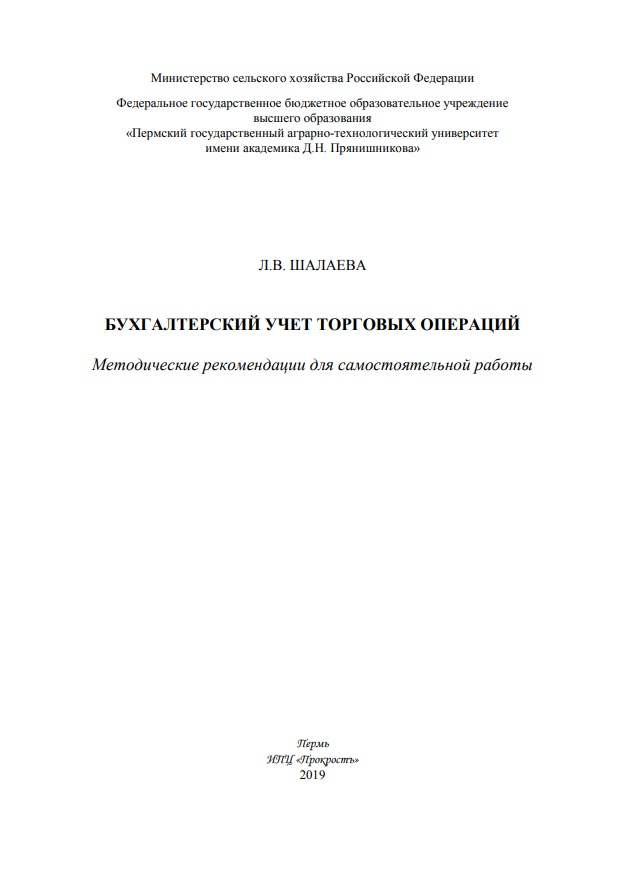 Министерство сельского хозяйства Российской Федерации
Федеральное государственное бюджетное образовательное учреждение
высшего образования
«Пермский государственный аграрно-технологический университет
имени академика Д.Н. Прянишникова»
Л.В. ШАЛАЕВА
БУХГАЛТЕРСКИЙ УЧЕТ ТОРГОВЫХ ОПЕРАЦИЙ
Методические рекомендации для самостоятельной работы
Пермь
ИПЦ «Прокростъ»
2019